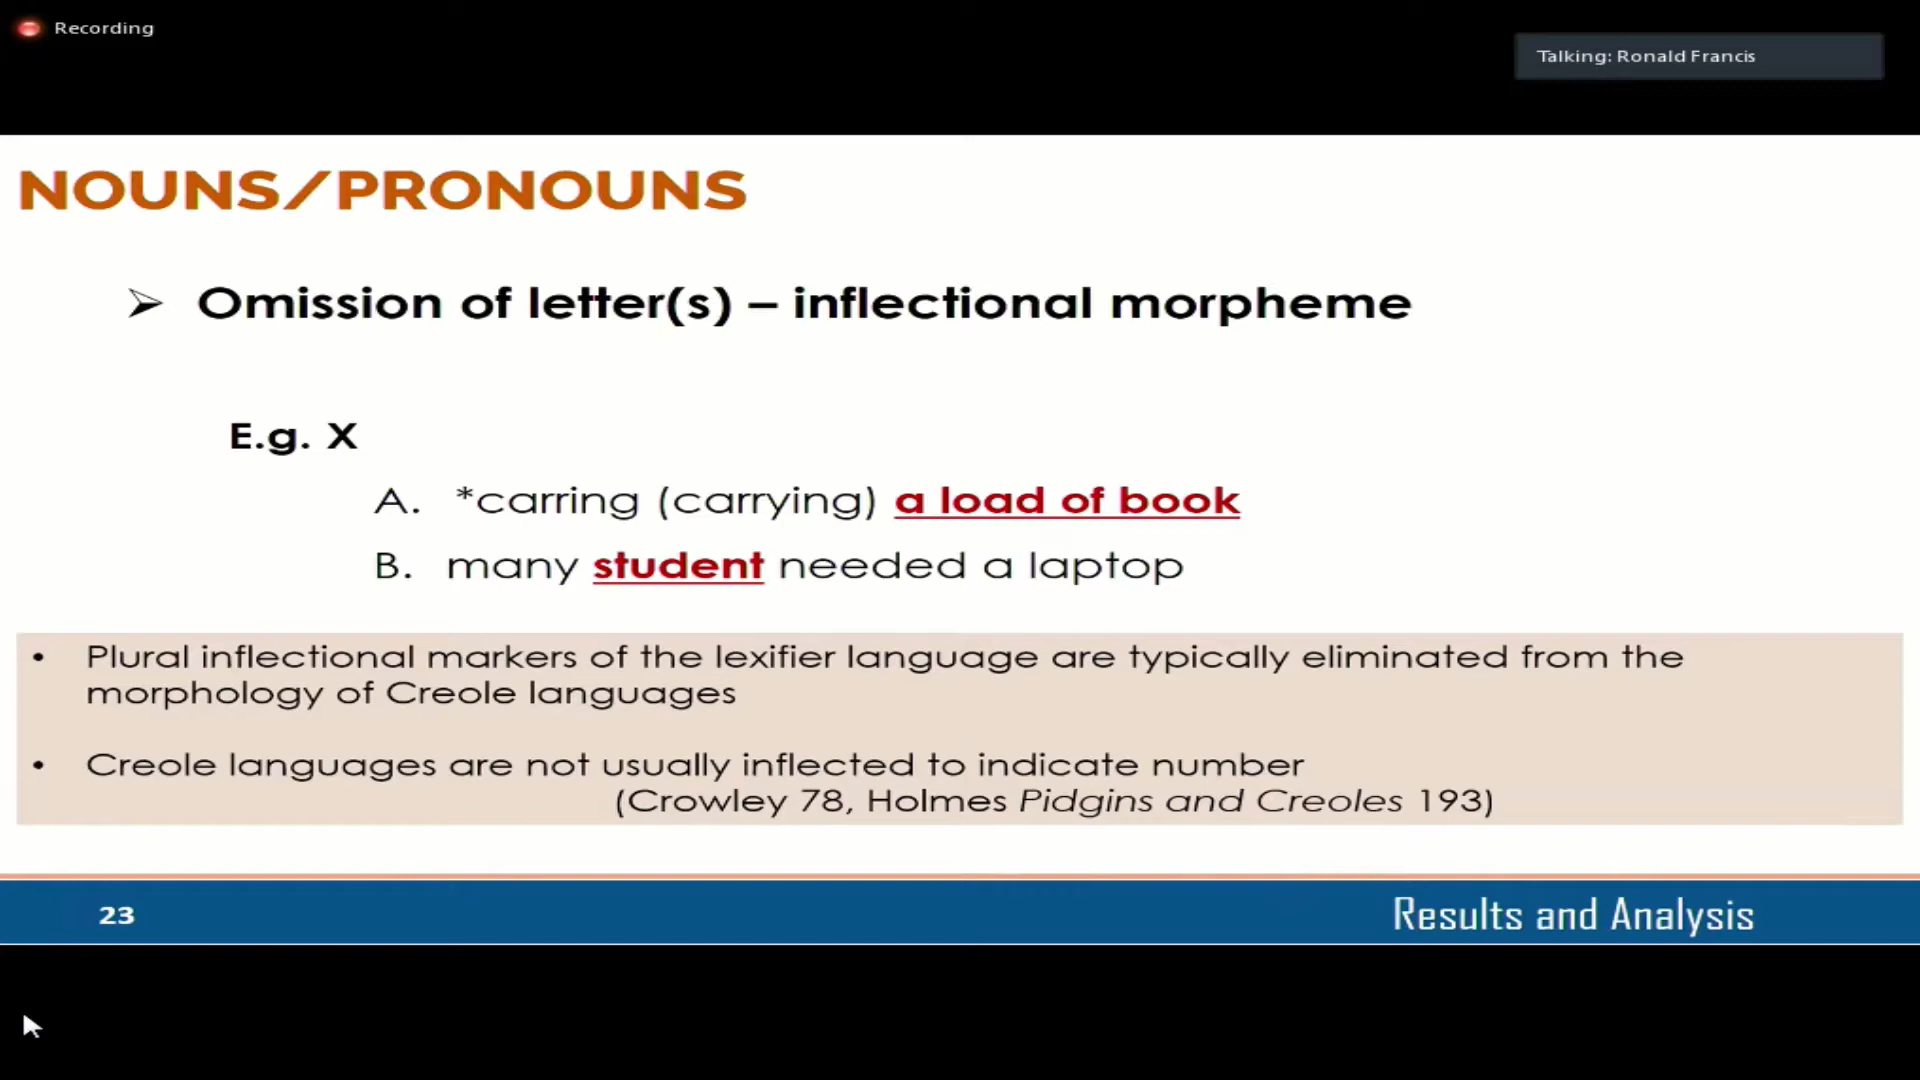 Recording
Talking: Ronald Francis
NOUNS/PRONOUNS
➢ Omission of letter(s) – inflectional morpheme
E.g. X
A. *carring (carrying) a load of book
B. many student needed a laptop
• Plural inflectional markers of the lexifier language are typically eliminated from the
morphology of Creole languages
• Creole languages are not usually inflected to indicate number
(Crowley 78, Holmes Pidgins and Creoles 193)
23
Results and Analysis